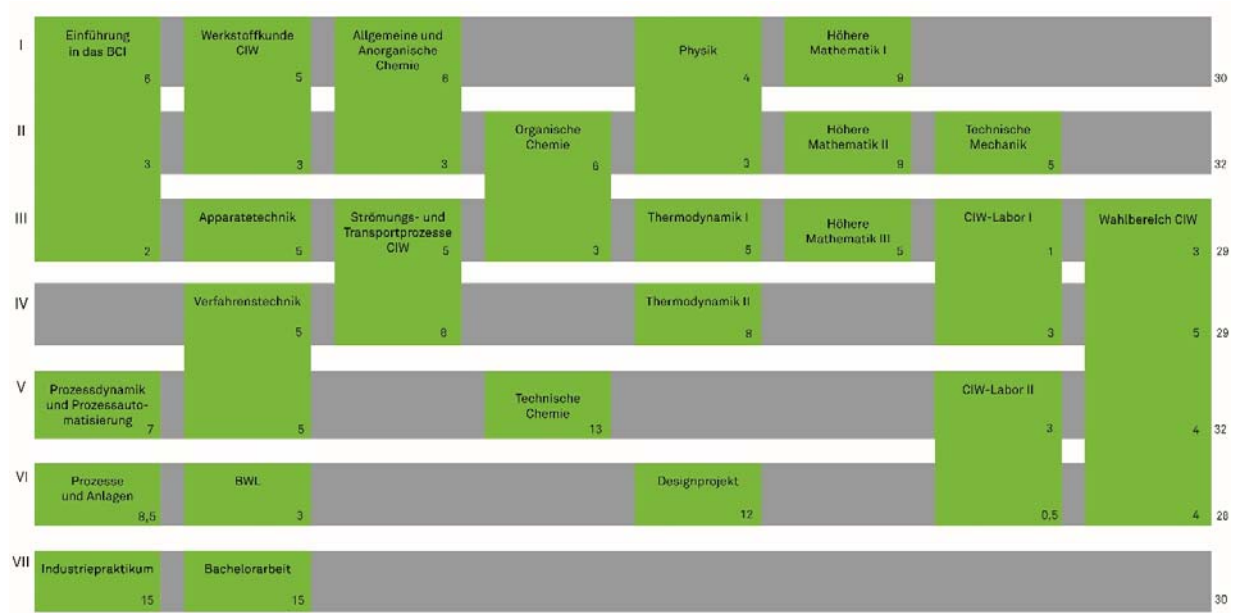 I
Einführung
in das BCI
6
Werkstoffkunde
CIW
5
Allgemeine und
Anorganische
Chemie
6
Physik
4
Höhere
Mathematik I
9
30
II
3
3
3
Organische
Chemie
6
3
Höhere
Mathematik II
9
Technische
Mechanik
5
32
III
2
Apparatetechnik
5
Strömungs- und
Transportprozesse
CIW
5
3
Thermodynamik I
5
Höhere
Mathematik III
5
CIW-Labor I
1
Wahlbereich CIW
3
29
IV
Verfahrenstechnik
5
8
Thermodynamik II
8
3
5
29
V
Prozessdynamik
und Prozessauto-
matisierung
7
5
Technische
Chemie
13
CIW-Labor II
3
4
32
VI
Prozesse
und Anlagen
8,5
BWL
3
Designprojekt
12
0,5
4
28
VII
Industriepraktikum
15
Bachelorarbeit
15
30